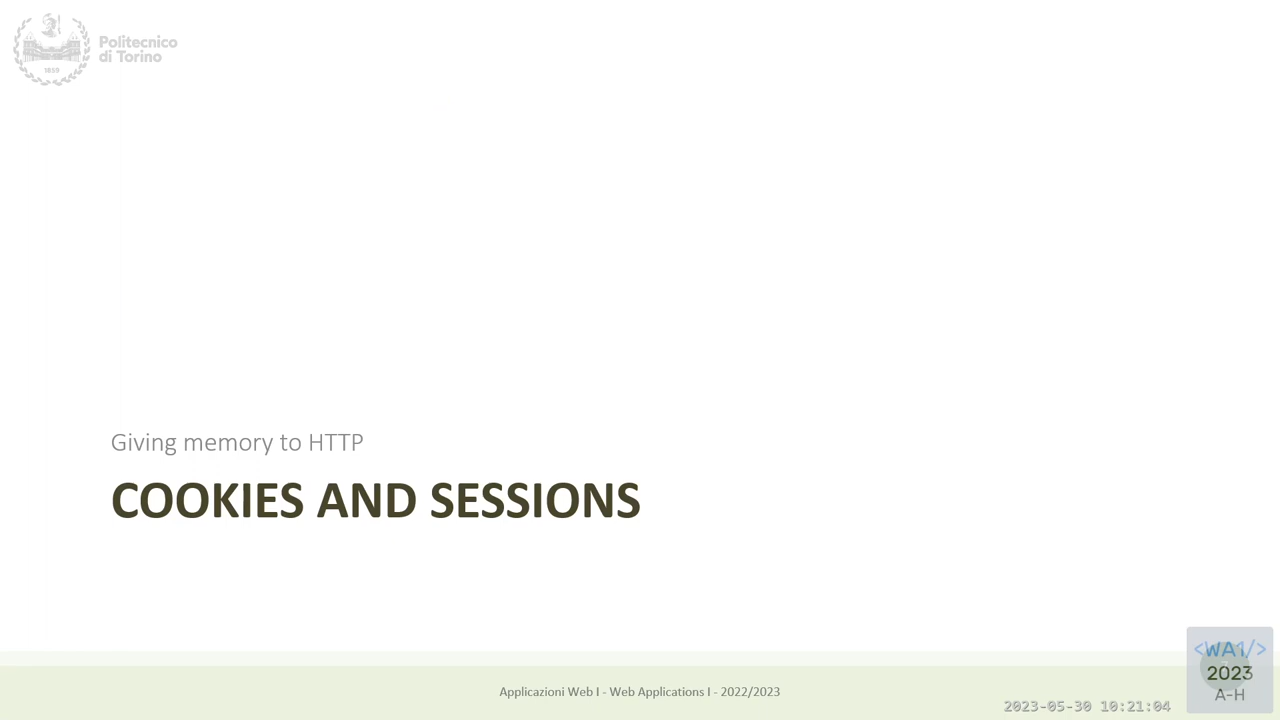 Politecnico
di Torino
1859
Giving memory to HTTP
COOKIES AND SESSIONS
Applicazioni Web I - Web Applications I - 2022/2023
2023-05-30 10:21:04
<WA1/>
2023
A-H